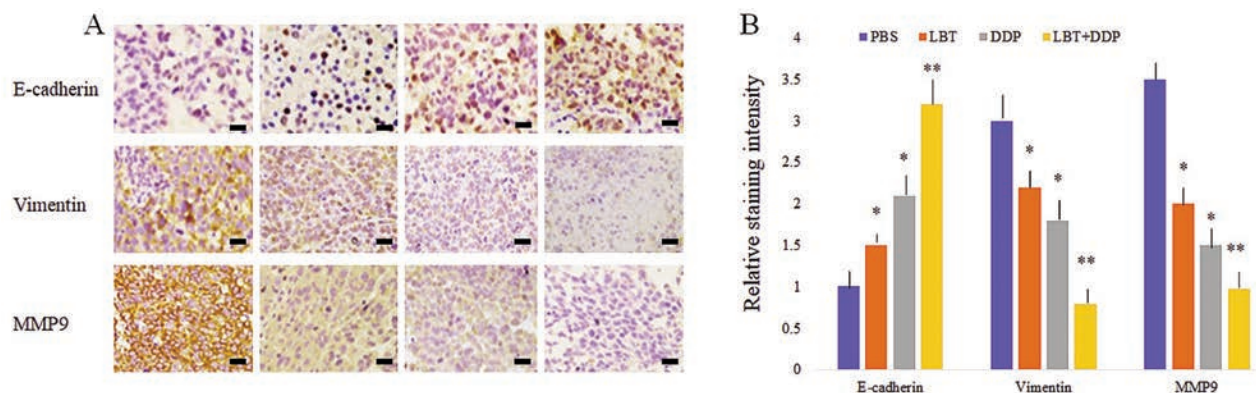 A
E-cadherin
Vimentin
MMP9
B
PBS LBT DDP LBT+DDP
Relative staining intensity
4
3.5
3
2.5
2
1.5
1
0.5
0
* * **
* * **
* * **
E-cadherin Vimentin MMP9